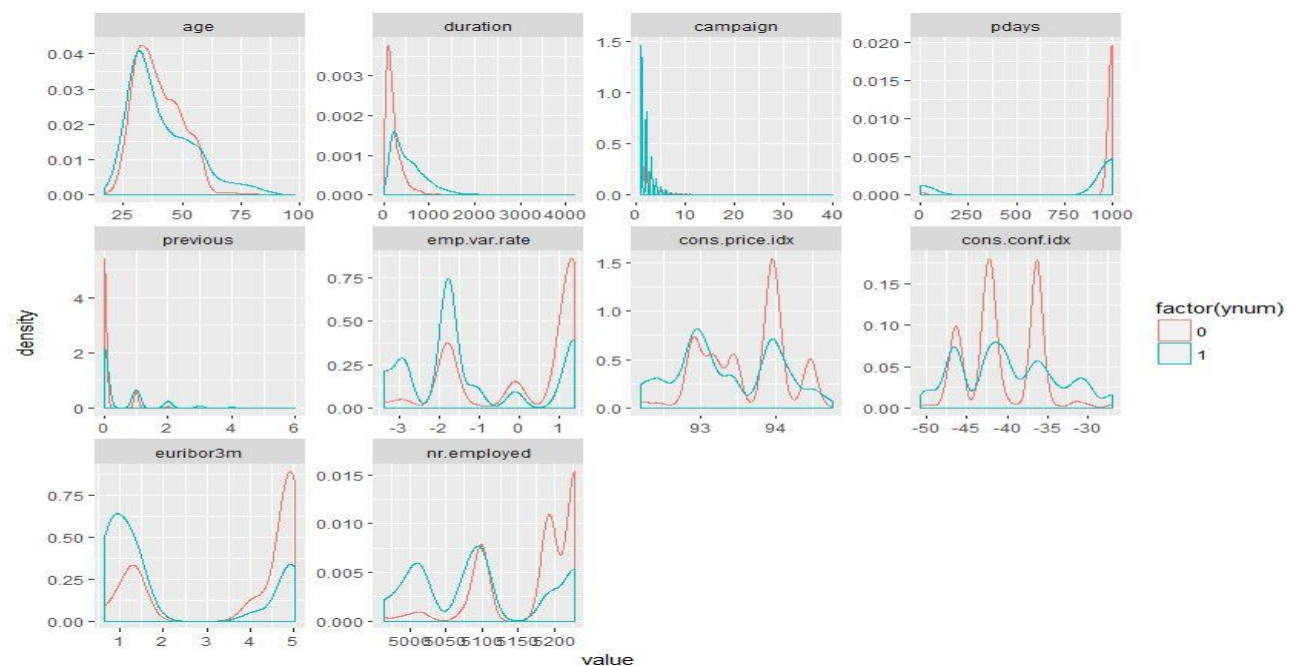 age duration campaign pdays
0.04 0.03 0.02 0.01 0.00
25 50 75 100
0.003 0.002 0.001 0.000
0 1000 2000 3000 4000
1.5 1.0 0.5 0.0
0 10 20 30 40
0.020 0.015 0.010 0.005 0.000
0 250 500 750 1000
previous emp.var.rate cons.price.idx cons.conf.idx
4 2 0
0 2 4 6
0.75 0.50 0.25 0.00
-3 -2 -1 0 1
1.5 1.0 0.5 0.0
93 94
0.15 0.10 0.05 0.00
-50 -45 -40 -35 -30
euribor3m nr.employed
0.75 0.50 0.25 0.00
1 2 3 4 5
0.015 0.010 0.005 0.000
5000 5050 5100 5150 5200
density
value
factor(ynum)
0
1